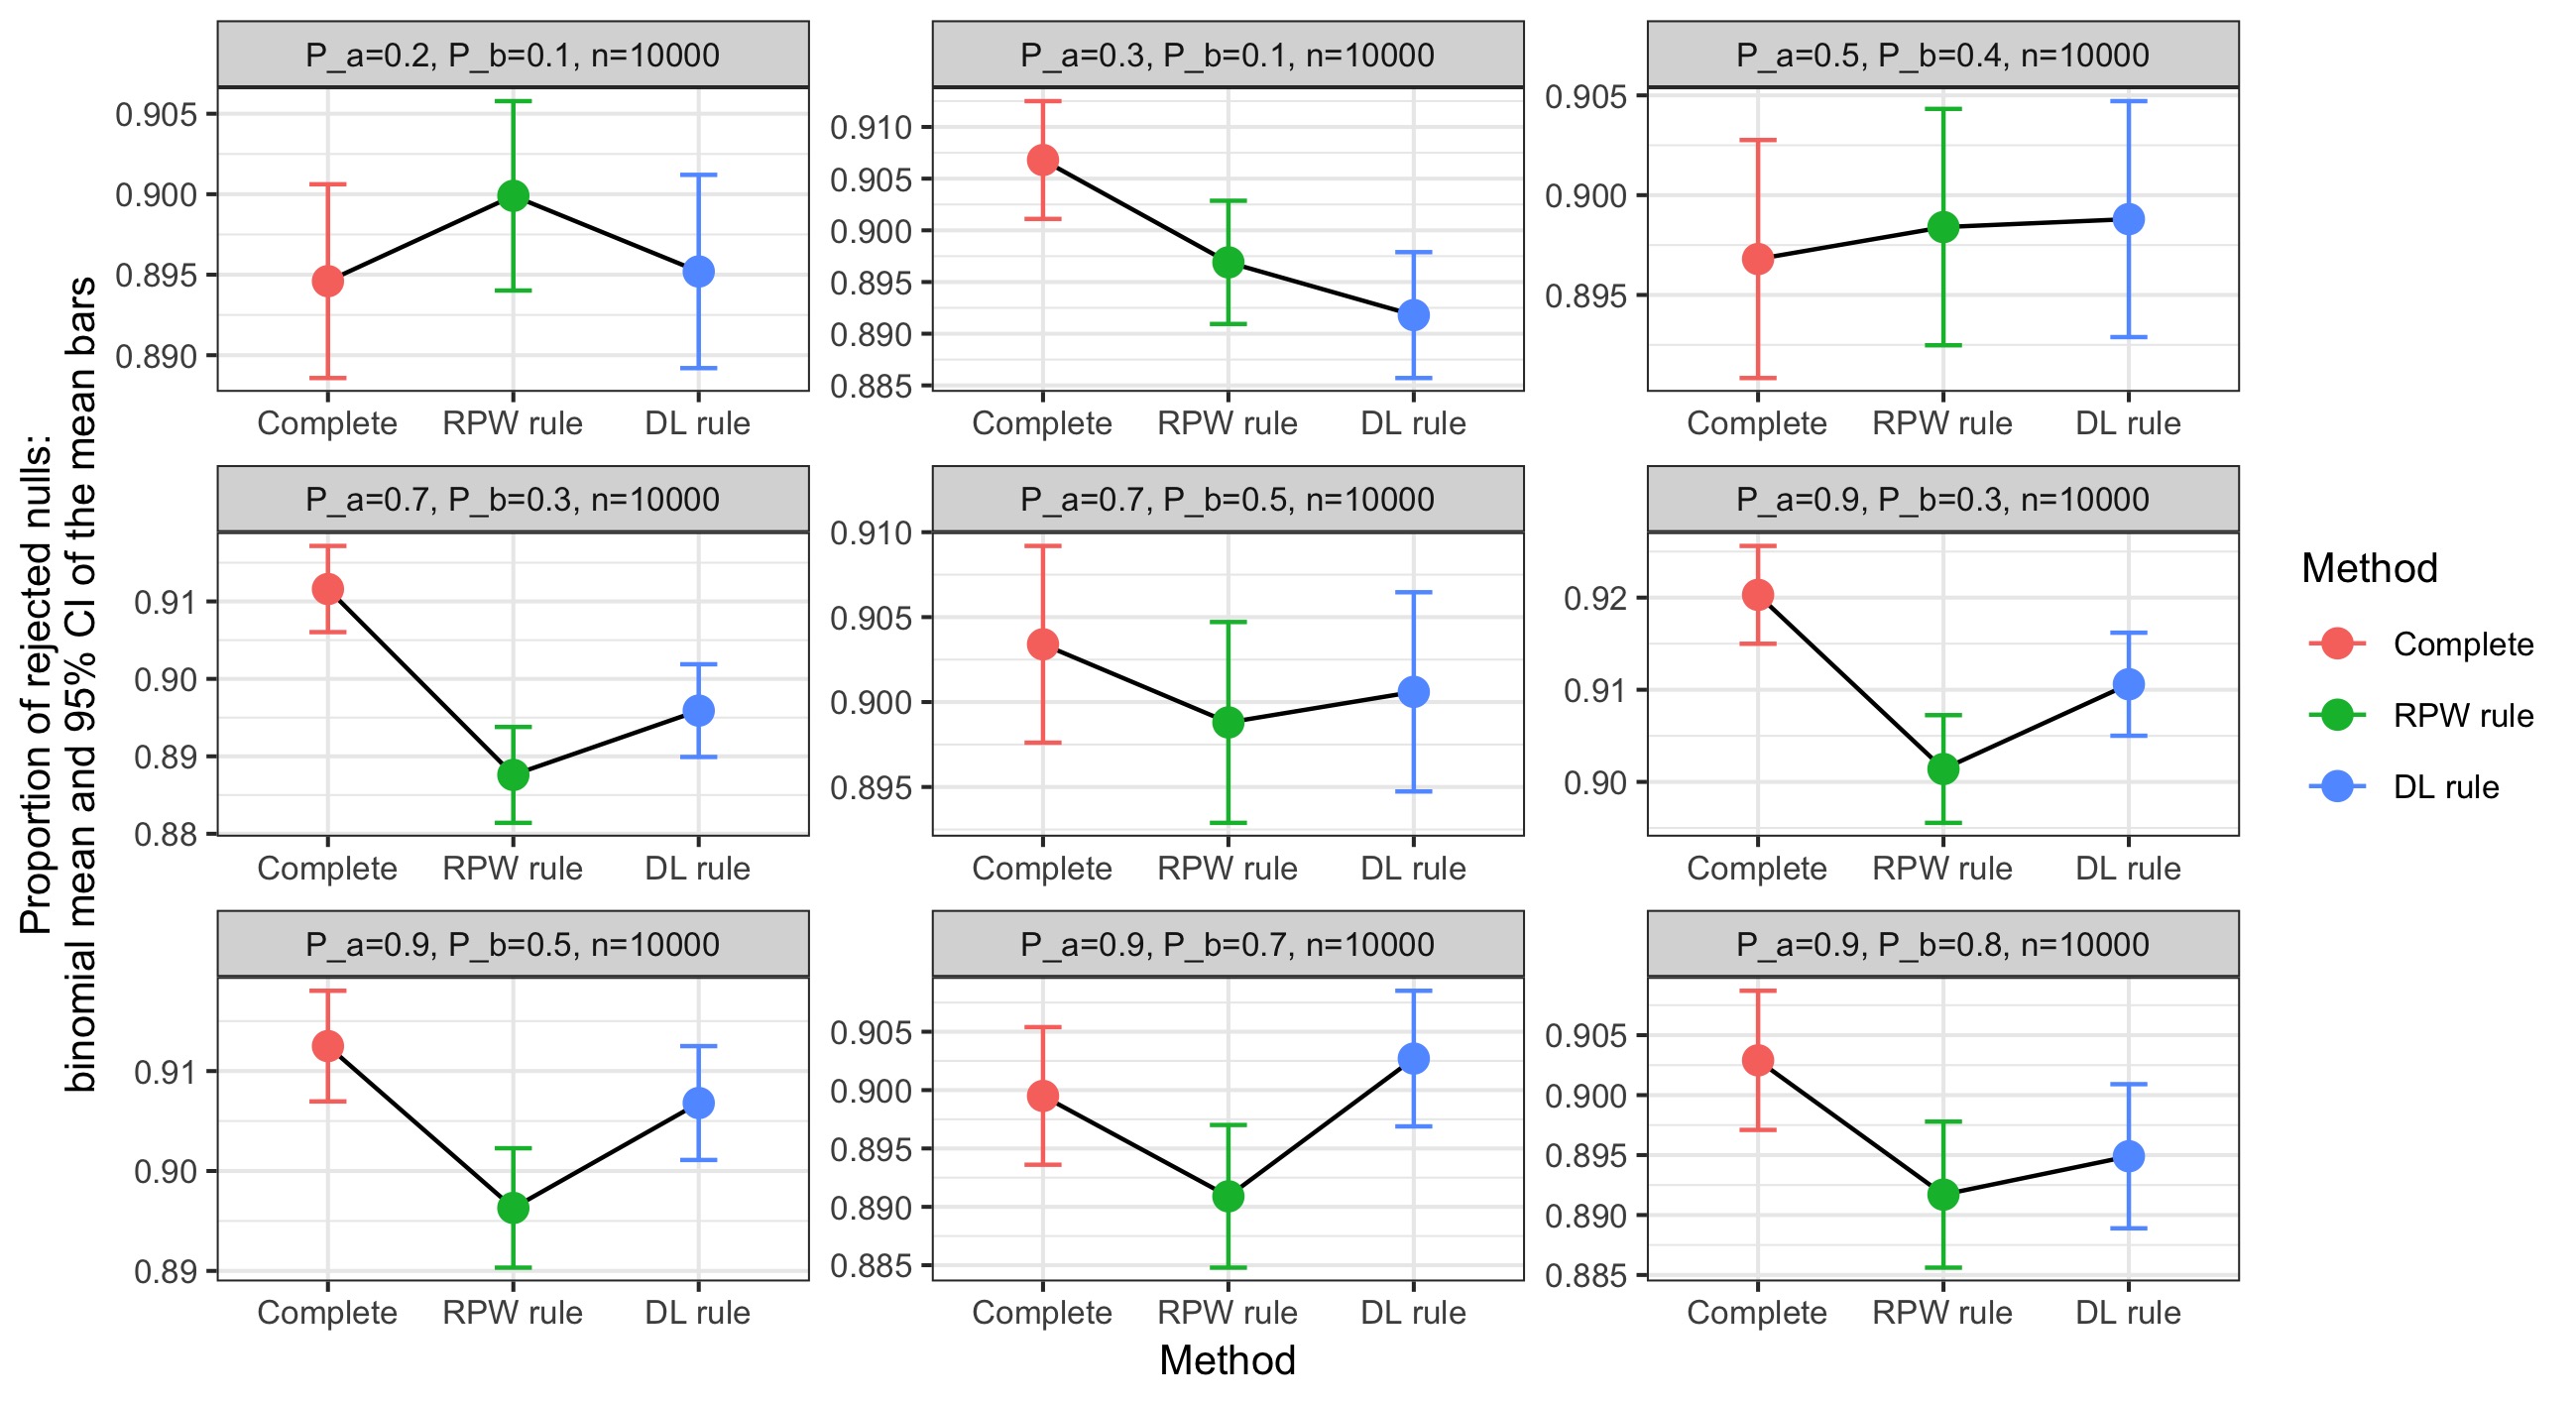 Proportion of rejected nulls:
binomial mean and 95% CI of the mean bars
P_a=0.2, P_b=0.1, n=10000
0.905
0.900
0.895
0.890
Complete RPW rule DL rule
P_a=0.3, P_b=0.1, n=10000
0.910
0.905
0.900
0.895
0.890
0.885
Complete RPW rule DL rule
P_a=0.5, P_b=0.4, n=10000
0.905
0.900
0.895
Complete RPW rule DL rule
P_a=0.7, P_b=0.3, n=10000
0.91
0.90
0.89
0.88
Complete RPW rule DL rule
P_a=0.7, P_b=0.5, n=10000
0.910
0.905
0.900
0.895
Complete RPW rule DL rule
P_a=0.9, P_b=0.3, n=10000
0.92
0.91
0.90
Complete RPW rule DL rule
P_a=0.9, P_b=0.5, n=10000
0.91
0.90
0.89
Complete RPW rule DL rule
P_a=0.9, P_b=0.7, n=10000
0.905
0.900
0.895
0.890
0.885
Complete RPW rule DL rule
P_a=0.9, P_b=0.8, n=10000
0.905
0.900
0.895
0.890
0.885
Complete RPW rule DL rule
Method
Method
Complete
RPW rule
DL rule